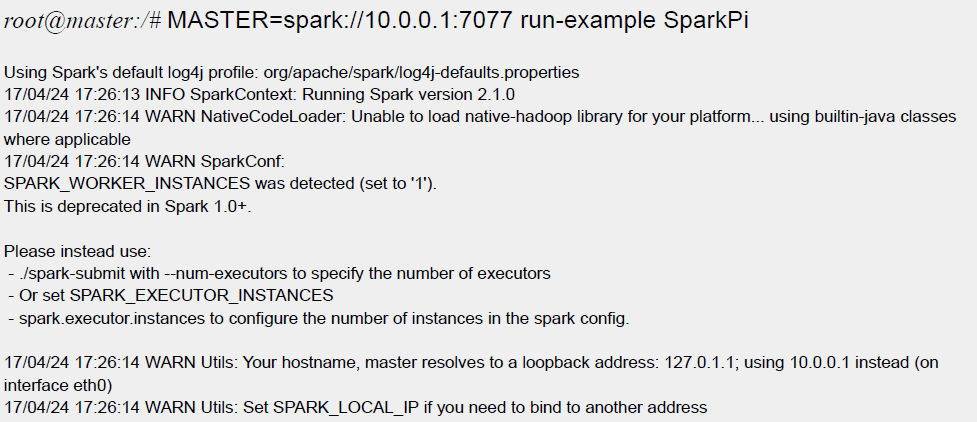 root@master:/# MASTER=spark://10.0.0.1:7077 run-example SparkPi
Using Spark's default log4j profile: org/apache/spark/log4j-defaults.properties
17/04/24 17:26:13 INFO SparkContext: Running Spark version 2.1.0
17/04/24 17:26:14 WARN NativeCodeLoader: Unable to load native-hadoop library for your platform... using builtin-java classes
where applicable
17/04/24 17:26:14 WARN SparkConf:
SPARK_WORKER_INSTANCES was detected (set to '1').
This is deprecated in Spark 1.0+.
Please instead use:
- ./spark-submit with --num-executors to specify the number of executors
- Or set SPARK_EXECUTOR_INSTANCES
- spark.executor.instances to configure the number of instances in the spark config.
17/04/24 17:26:14 WARN Utils: Your hostname, master resolves to a loopback address: 127.0.1.1; using 10.0.0.1 instead (on
interface eth0)
17/04/24 17:26:14 WARN Utils: Set SPARK_LOCAL_IP if you need to bind to another address